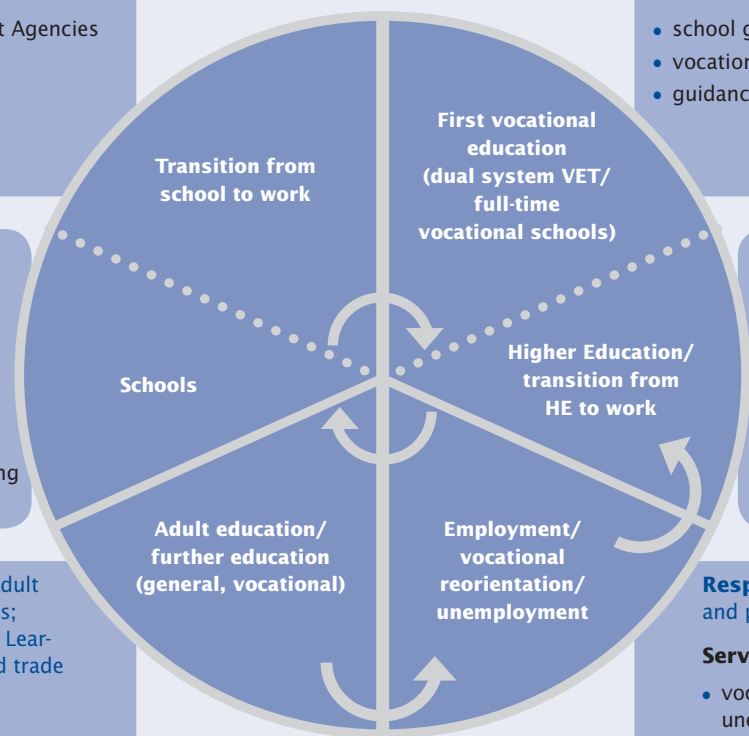 t Agencies
• school g
• vocation
• guidanc
Transition from
school to work
First vocational
education
(dual system VET/
full-time
vocational schools)
Schools
Higher Education/
transition from
HE to work
ng
Adult education/
further education
(general, vocational)
Employment/
vocational
reorientation/
unemployment
dult
s;
Lear-
d trade
Resp
and p
Serv
• voc
une